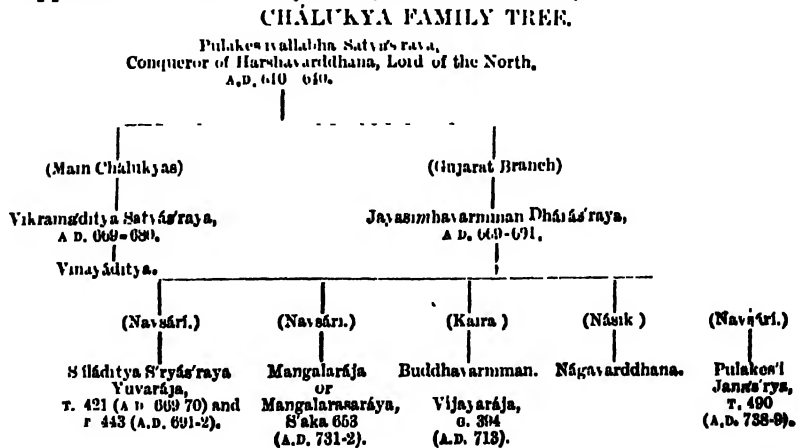 CHÁLUKYA FAMILY TREE.
Pulakes'ivallabha Satyás'raya,
Conqueror of Harshavarddhana, Lord of the North,
A.D. 610 640.
(Main Chálukyas)
(Gujarat Branch)
Vikramáditya Satyás'raya,
A D. 669-680.
Jayasimhavarmman Dhárás'raya,
A D. 669-691.
Vinayáditya.
(Navsári.)
(Navsári.)
(Kaira )
(Násik )
(Navsári.)
S íláditya S'ryás'raya
Yuvarája,
T. 421 (A D 669 70) and
T 443 (A.D. 691-2).
Mangalarája
or
Mangalarasaráya,
S'aka 653
(A.D. 731-2).
Buddhavarmman.
Vijayarája,
G. 394
(A.D. 713).
Nágavarddhana.
Pulakes'i
Janás'rya,
T. 490
(A.D. 738-9).